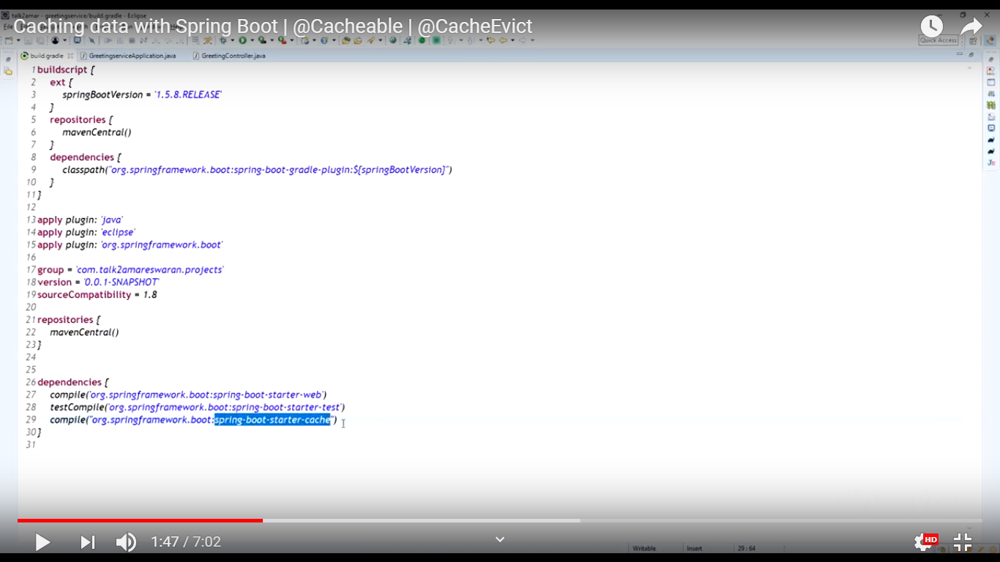 talk2amar - greetingservice/build.gradle - Eclipse
Caching data with Spring Boot | @Cacheable | @CacheEvict
Quick Access
build.gradle GreetingserviceApplication.java GreetingController.java
1 buildscript {
2 ext {
3 springBootVersion = '1.5.8.RELEASE'
4 }
5 repositories {
6 mavenCentral()
7 }
8 dependencies {
9 classpath("org.springframework.boot:spring-boot-gradle-plugin:${springBootVersion}")
10 }
11 }
12
13 apply plugin: 'java'
14 apply plugin: 'eclipse'
15 apply plugin: 'org.springframework.boot'
16
17 group = 'com.talk2amareswaran.projects'
18 version = '0.0.1-SNAPSHOT'
19 sourceCompatibility = 1.8
20
21 repositories {
22 mavenCentral()
23 }
24
25
26 dependencies {
27 compile('org.springframework.boot:spring-boot-starter-web')
28 testCompile('org.springframework.boot:spring-boot-starter-test')
29 compile("org.springframework.boot:spring-boot-starter-cache")
30 }
31
1:47 / 7:02
HD
Writable Insert 29:64